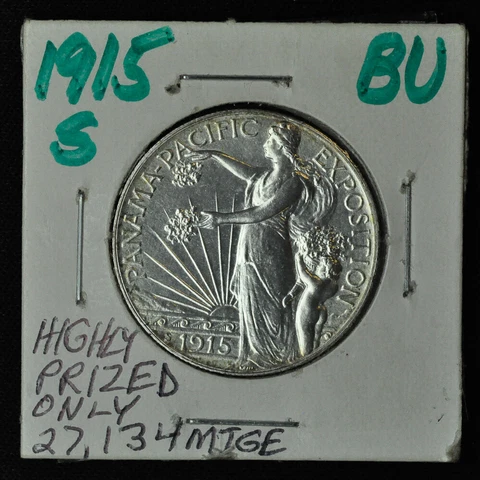 1915
S
BU
PANAMA-PACIFIC EXPOSITION
1915
HIGHLY
PRIZED
ONLY
27,134 MTGE